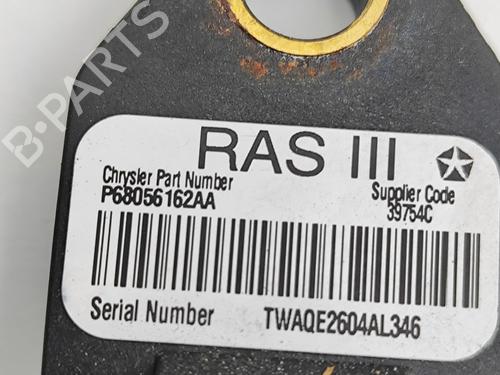 B-PARTS
RAS III
Chrysler Part Number
P68056162AA
Supplier Code
39754C
Serial Number TWAQE2604AL346